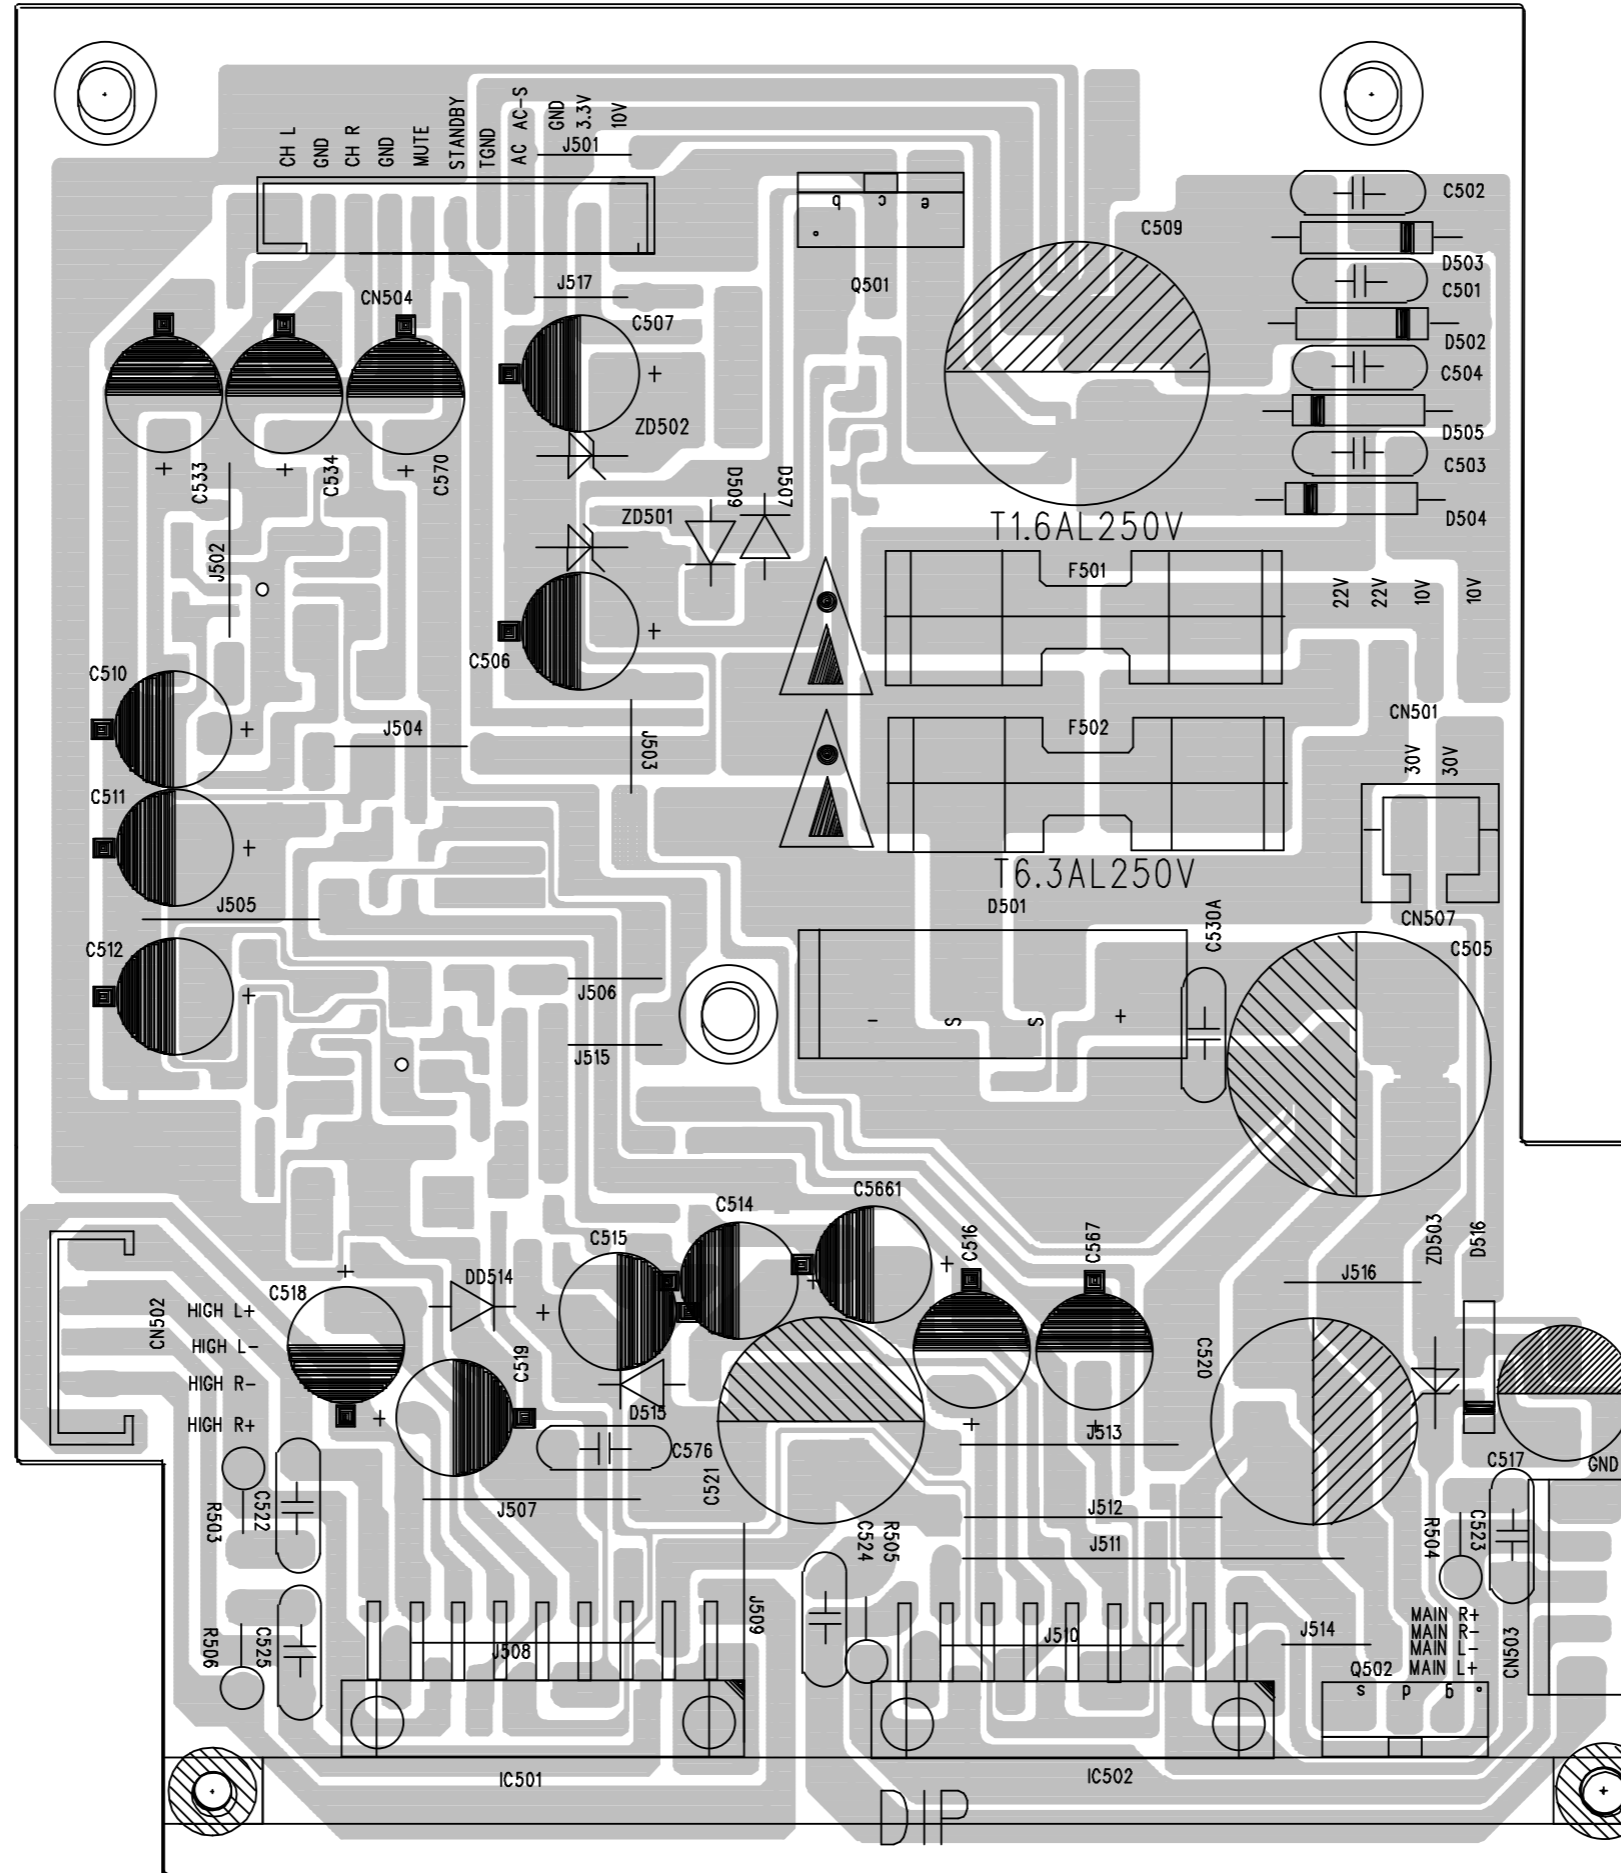 CH L
GND
CH R
GND
MUTE
STANDBY
TGND
AC
AC-S
GND
3.3V
10V
J501
b c e
Q501
C509
C502
D503
C501
D502
C504
D505
C503
D504
J517
CN504
C507
+
ZD502
C533
+
C534
+
C570
+
J502
D509
D507
ZD501
C506
+
T1.6AL250V
F501
22V
22V
10V
10V
C510
+
J504
J503
F502
CN501
30V
30V
C511
+
T6.3AL250V
J505
D501
C530A
CN507
C505
C512
+
J506
- S S +
J515
C5661
+
C514
+
C515
+
C516
+
C567
+
ZD503
D516
J516
C518
+
DD514
CN502
HIGH L+
HIGH L-
HIGH R-
HIGH R+
C519
+
D515
C576
C521
C520
J513
C517
GND
R503
C522
J507
J512
J511
C524
R505
R504
C523
R506
C525
J509
J508
J510
J514
MAIN R+
MAIN R-
MAIN L-
MAIN L+
CN503
Q502
s d g
IC501
IC502
DIP